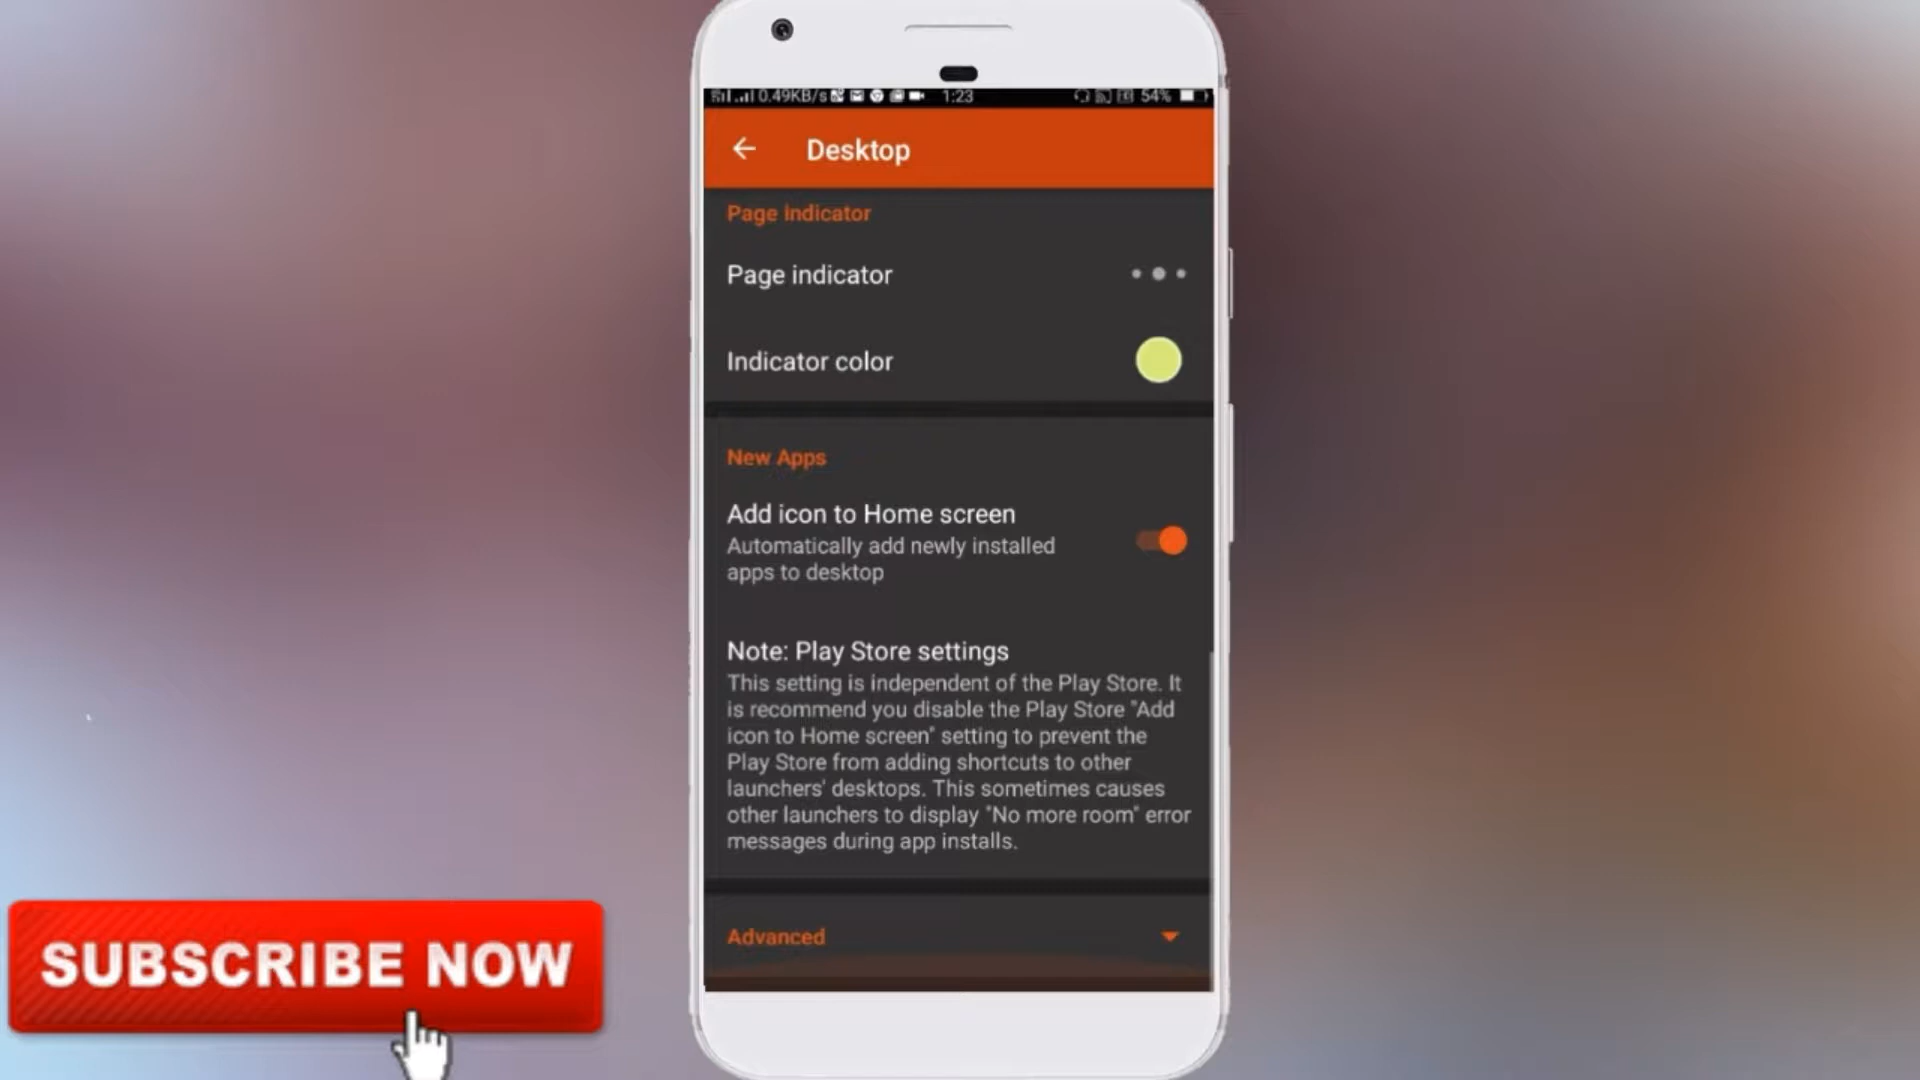 0.49KB/s 1:23 54%
Desktop
Page Indicator
Page indicator
Indicator color
New Apps
Add icon to Home screen
Automatically add newly installed
apps to desktop
Note: Play Store settings
This setting is independent of the Play Store. It
is recommend you disable the Play Store "Add
icon to Home screen" setting to prevent the
Play Store from adding shortcuts to other
launchers' desktops. This sometimes causes
other launchers to display "No more room" error
messages during app installs.
Advanced
SUBSCRIBE NOW